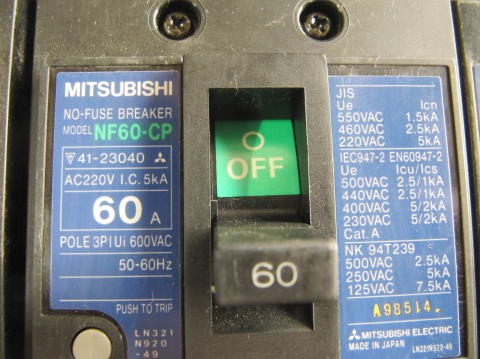 MITSUBISHI
NO-FUSE BREAKER
MODEL NF60-CP
41-23040
AC220V I.C. 5kA
60 A
POLE 3P Ui 600VAC
50-60Hz
PUSH TO TRIP
LN321
N920
-49
OFF
60
JIS
Ue Icn
550VAC 1.5kA
460VAC 2.5kA
220VAC 5kA
IEC947-2 EN60947-2
Ue Icu/Ics
500VAC 2.5/1kA
440VAC 2.5/1kA
400VAC 5/2kA
230VAC 5/2kA
Cat.A
NK 94T239
500VAC 2.5kA
250VAC 5kA
125VAC 7.5kA
A98514
MITSUBISHI ELECTRIC
MADE IN JAPAN LN321N920-49